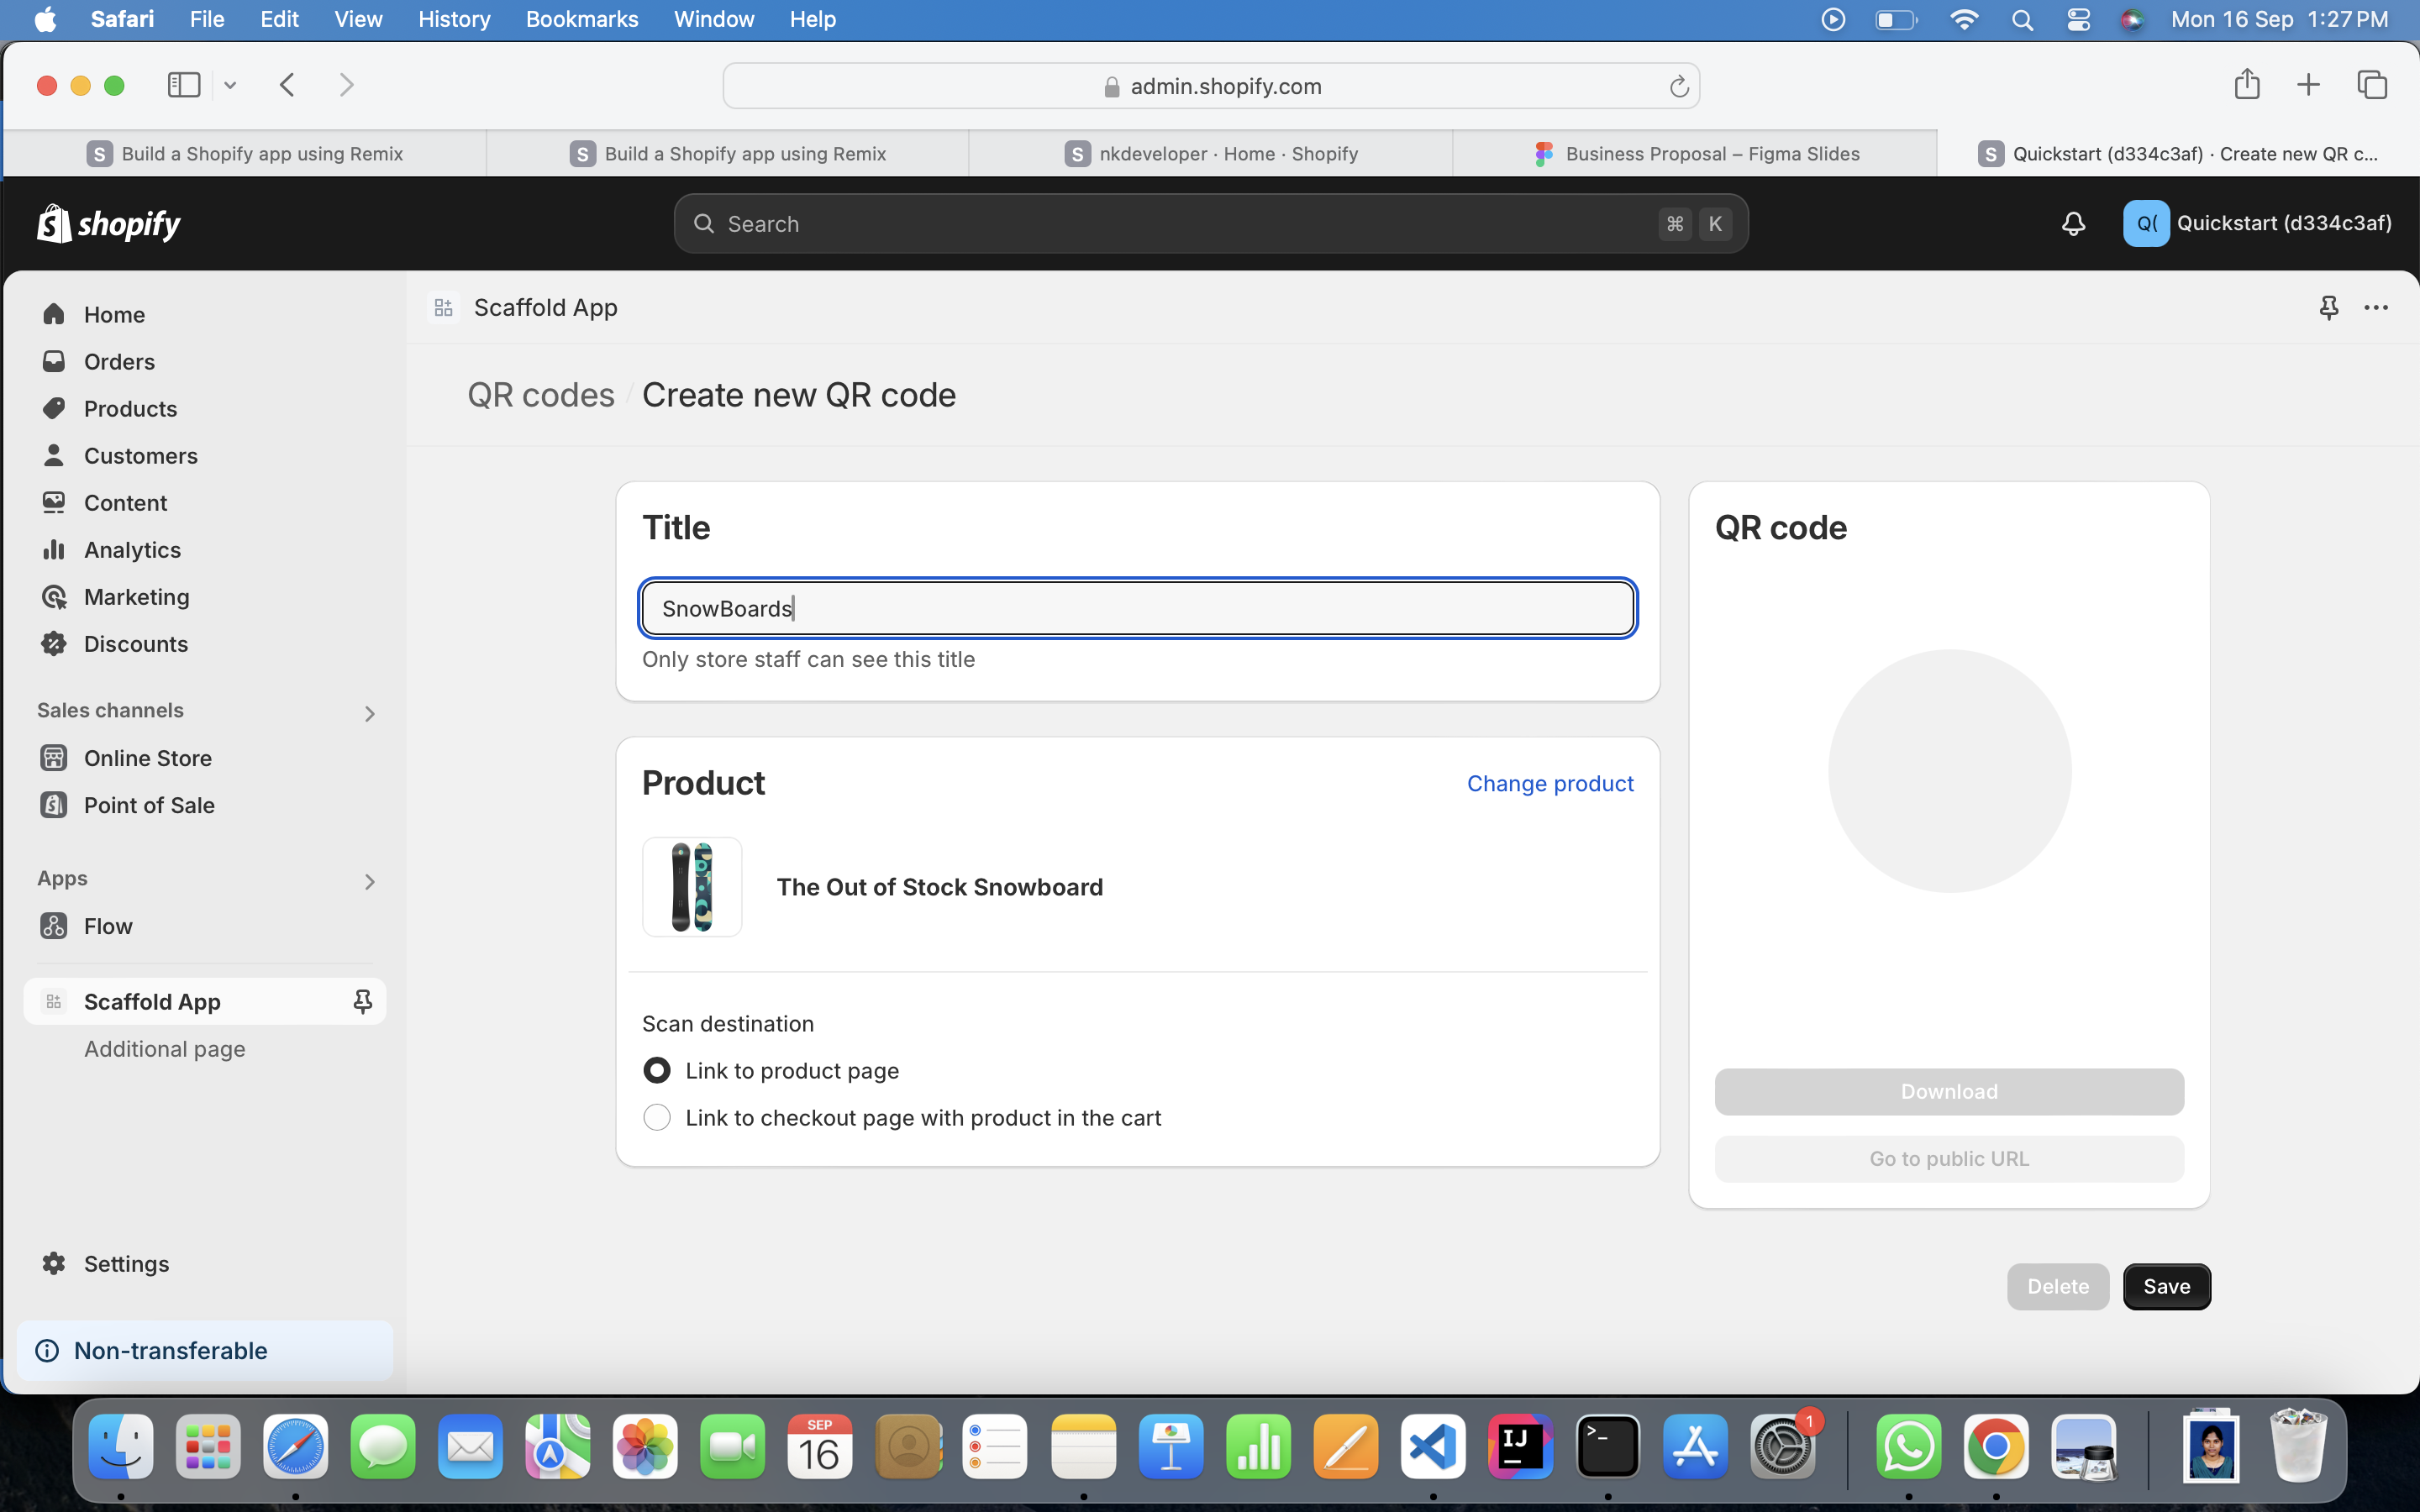 Safari File Edit View History Bookmarks Window Help Mon 16 Sep 1:27 PM
admin.shopify.com
S Build a Shopify app using Remix
S Build a Shopify app using Remix
S nkdeveloper · Home · Shopify
Business Proposal – Figma Slides
S Quickstart (d334c3af) · Create new QR c...
shopify
Search ⌘ K
Q( Quickstart (d334c3af)
Home
Orders
Products
Customers
Content
Analytics
Marketing
Discounts
Sales channels
Online Store
Point of Sale
Apps
Flow
Scaffold App
Additional page
Settings
Non-transferable
Scaffold App
QR codes / Create new QR code
Title
SnowBoards
Only store staff can see this title
Product
Change product
The Out of Stock Snowboard
Scan destination
Link to product page
Link to checkout page with product in the cart
QR code
Download
Go to public URL
Delete Save
SEP
16
IJ
>_
1